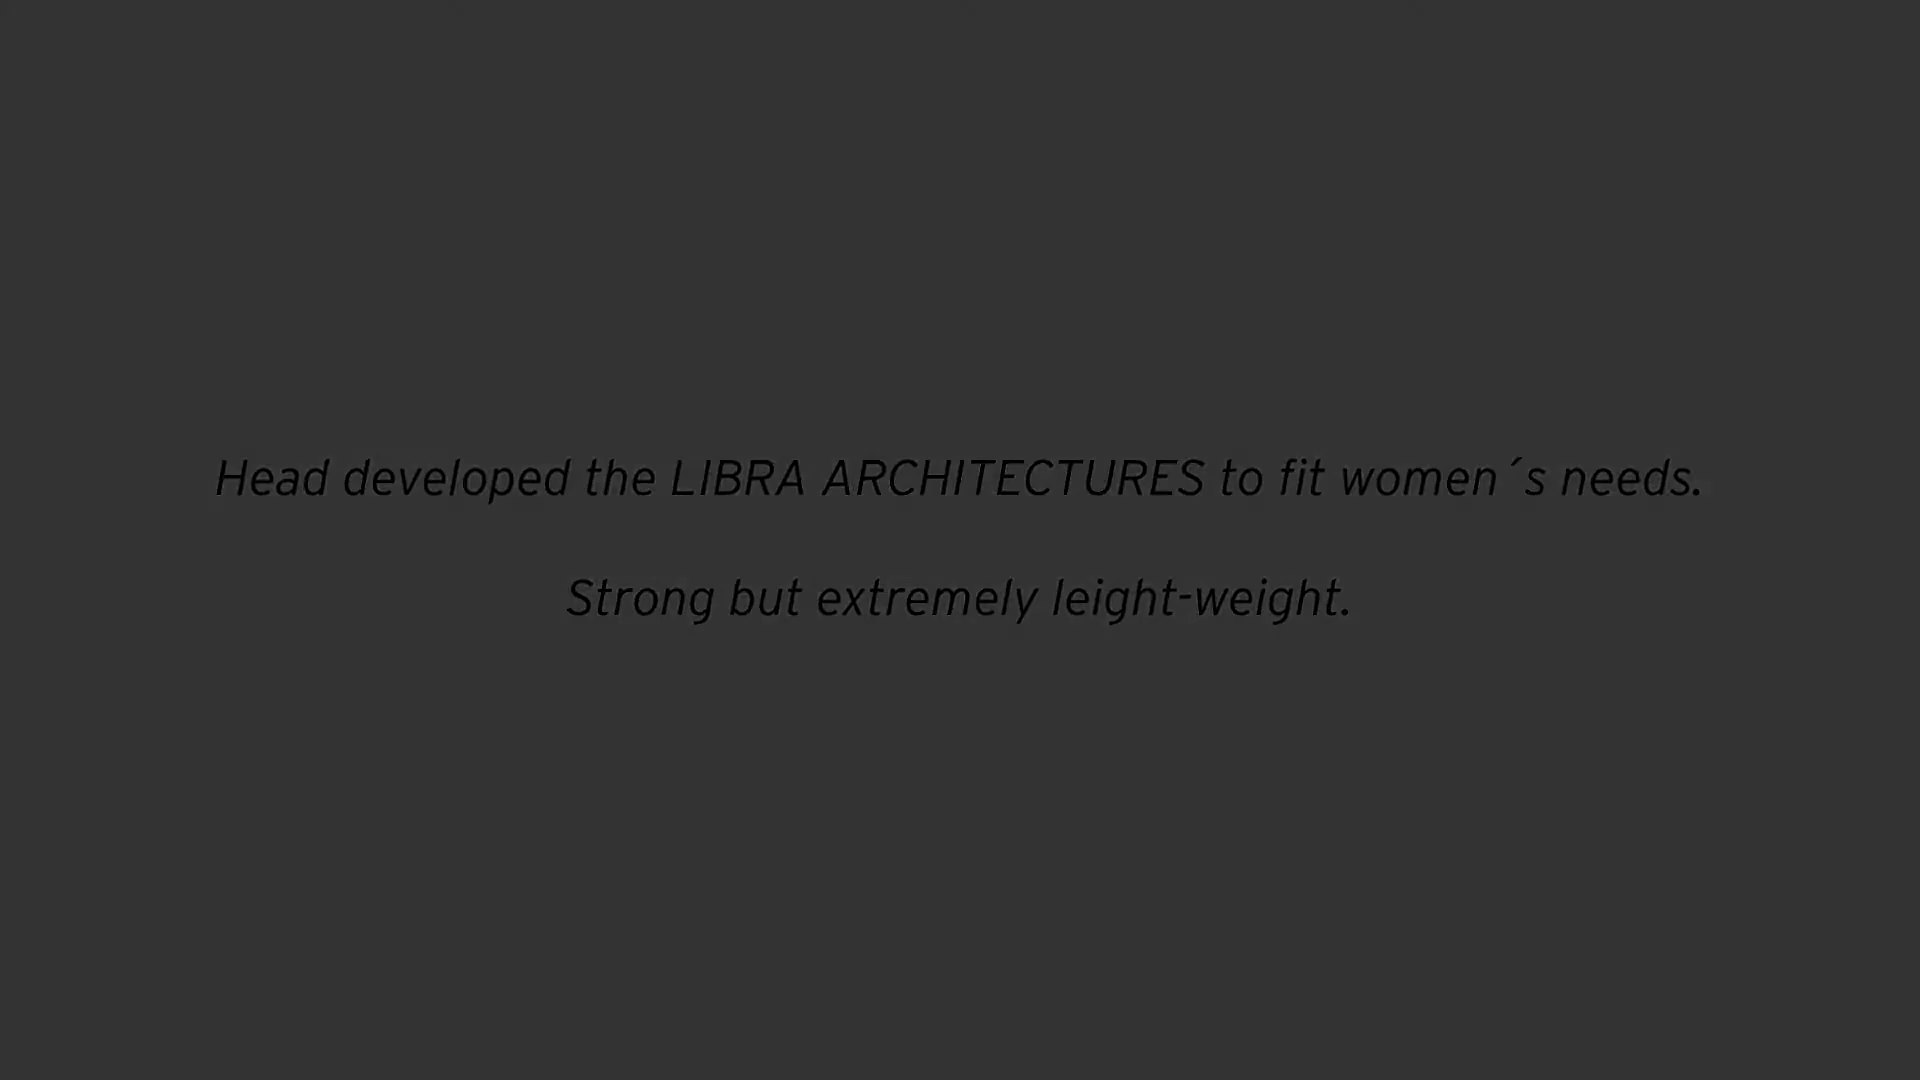 Head developed the LIBRA ARCHITECTURES to fit women´s needs.
Strong but extremely leight-weight.